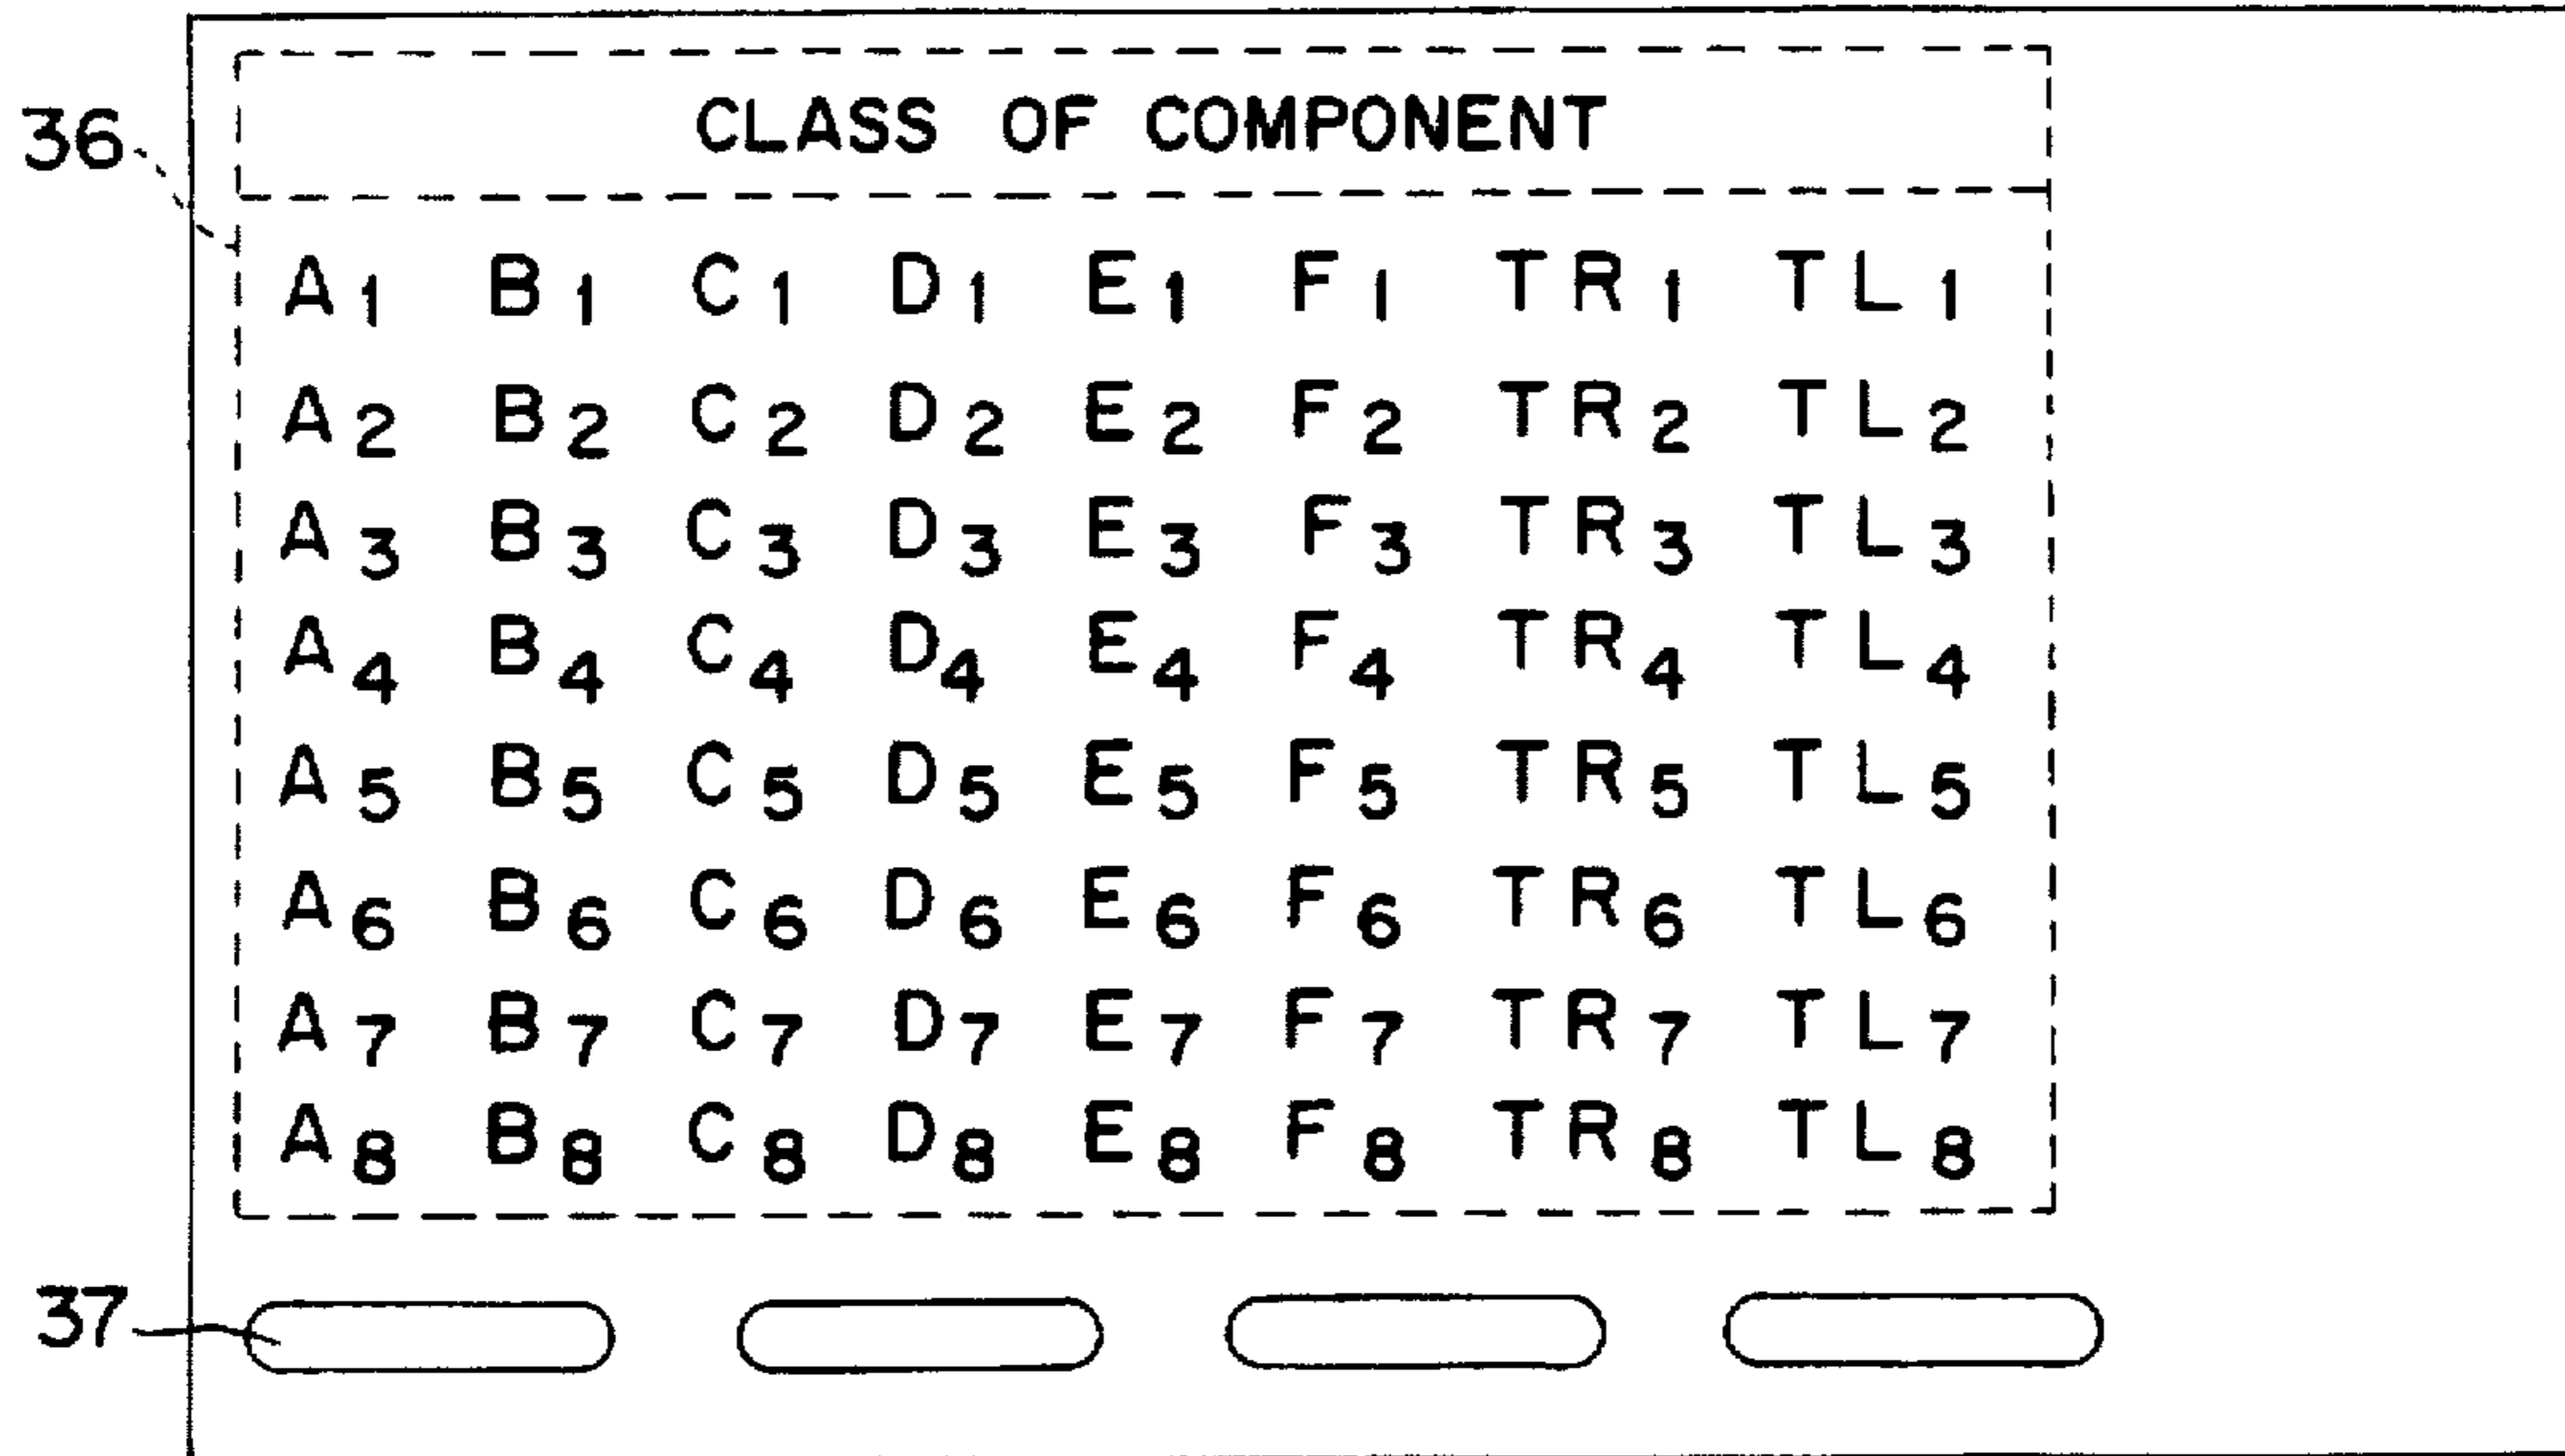 CLASS OF COMPONENT
36
A1 B1 C1 D1 E1 F1 TR1 TL1
A2 B2 C2 D2 E2 F2 TR2 TL2
A3 B3 C3 D3 E3 F3 TR3 TL3
A4 B4 C4 D4 E4 F4 TR4 TL4
A5 B5 C5 D5 E5 F5 TR5 TL5
A6 B6 C6 D6 E6 F6 TR6 TL6
A7 B7 C7 D7 E7 F7 TR7 TL7
A8 B8 C8 D8 E8 F8 TR8 TL8
37